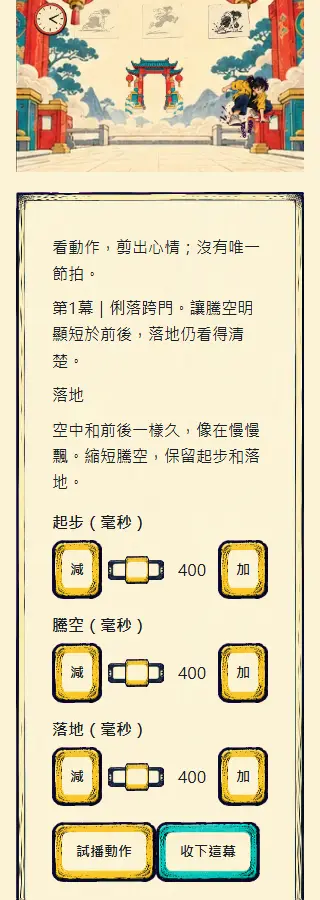 看動作，剪出心情；沒有唯一
節拍。
第1幕｜俐落跨門。讓騰空明
顯短於前後，落地仍看得清
楚。
落地
空中和前後一樣久，像在慢慢
飄。縮短騰空，保留起步和落
地。
起步（毫秒）
減 400 加
騰空（毫秒）
減 400 加
落地（毫秒）
減 400 加
試播動作 收下這幕